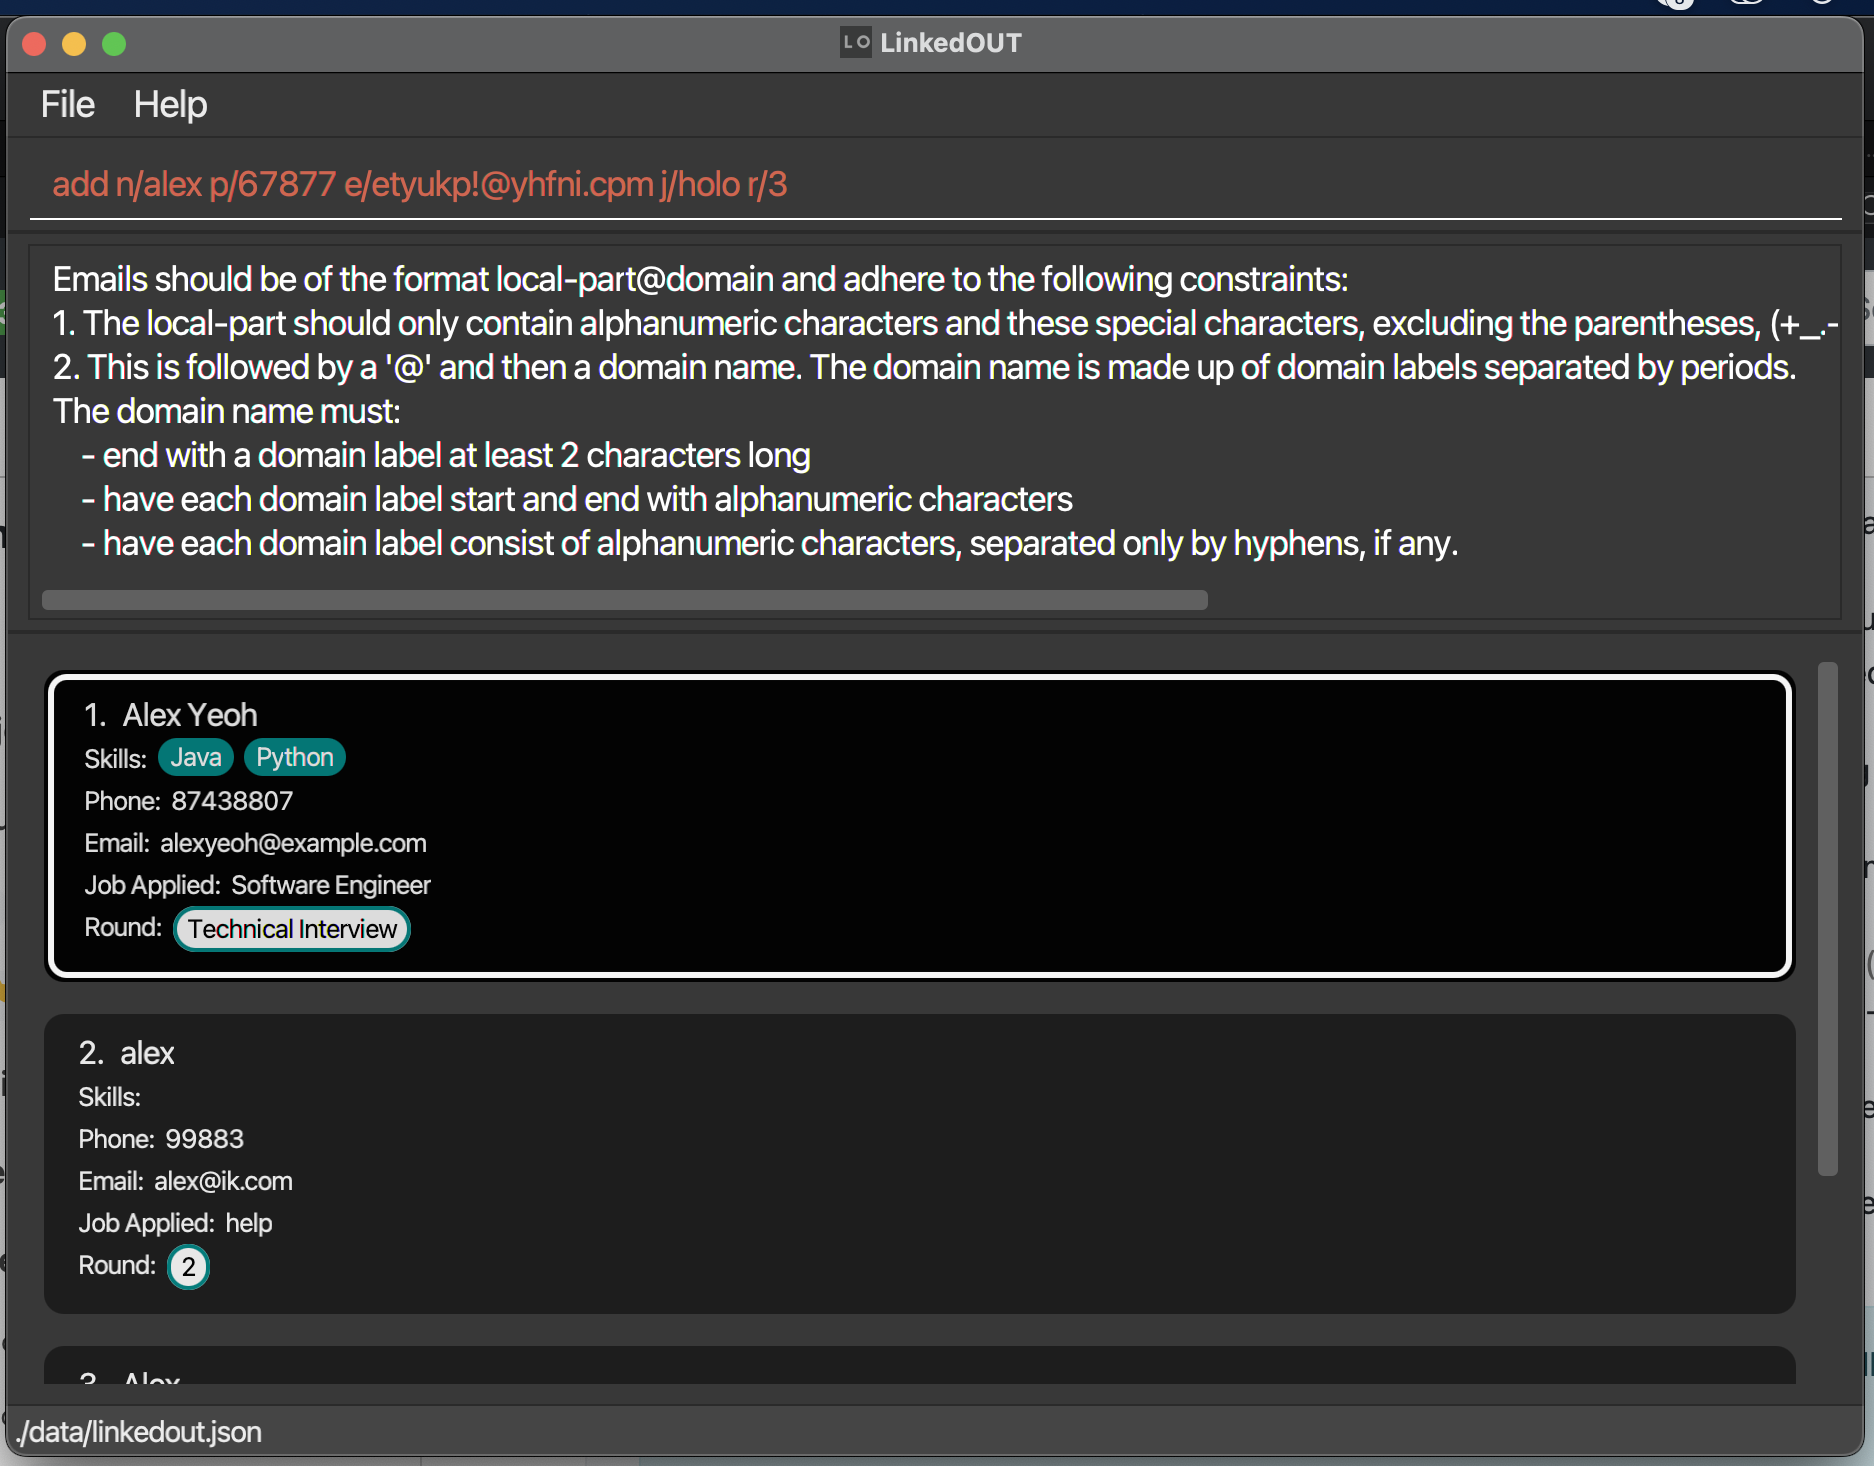 LO LinkedOUT
File Help
add n/alex p/67877 e/etyukp!@yhfni.cpm j/holo r/3
Emails should be of the format local-part@domain and adhere to the following constraints:
1. The local-part should only contain alphanumeric characters and these special characters, excluding the parentheses, (+_.-
2. This is followed by a '@' and then a domain name. The domain name is made up of domain labels separated by periods.
The domain name must:
- end with a domain label at least 2 characters long
- have each domain label start and end with alphanumeric characters
- have each domain label consist of alphanumeric characters, separated only by hyphens, if any.
1. Alex Yeoh
Skills: Java Python
Phone: 87438807
Email: alexyeoh@example.com
Job Applied: Software Engineer
Round: Technical Interview
2. alex
Skills:
Phone: 99883
Email: alex@ik.com
Job Applied: help
Round: 2
3. Alex
./data/linkedout.json